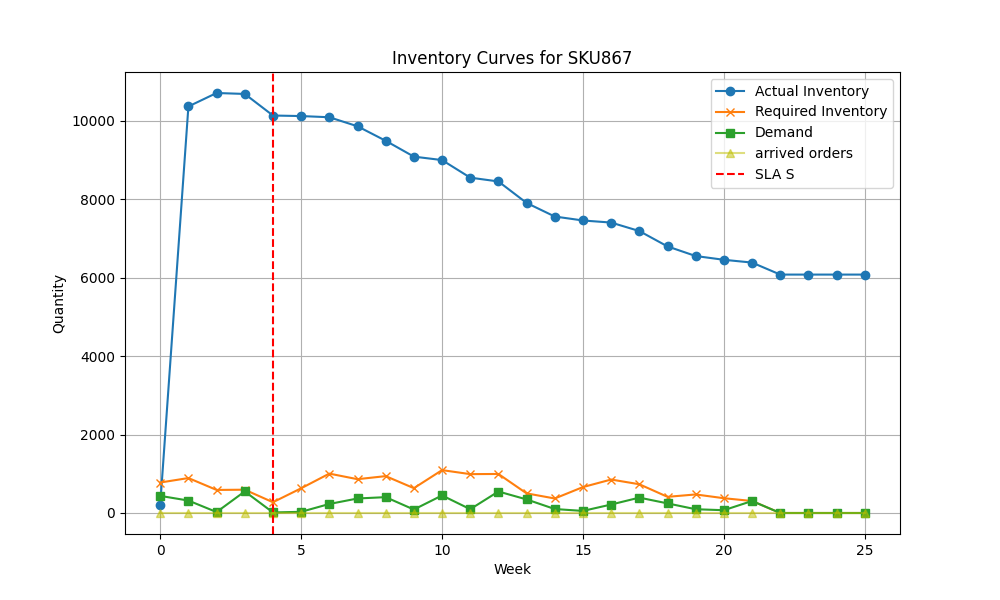 Inventory Curves for SKU867
Actual Inventory
Required Inventory
Demand
arrived orders
SLA S
Quantity
10000
8000
6000
4000
2000
0
0 5 10 15 20 25
Week